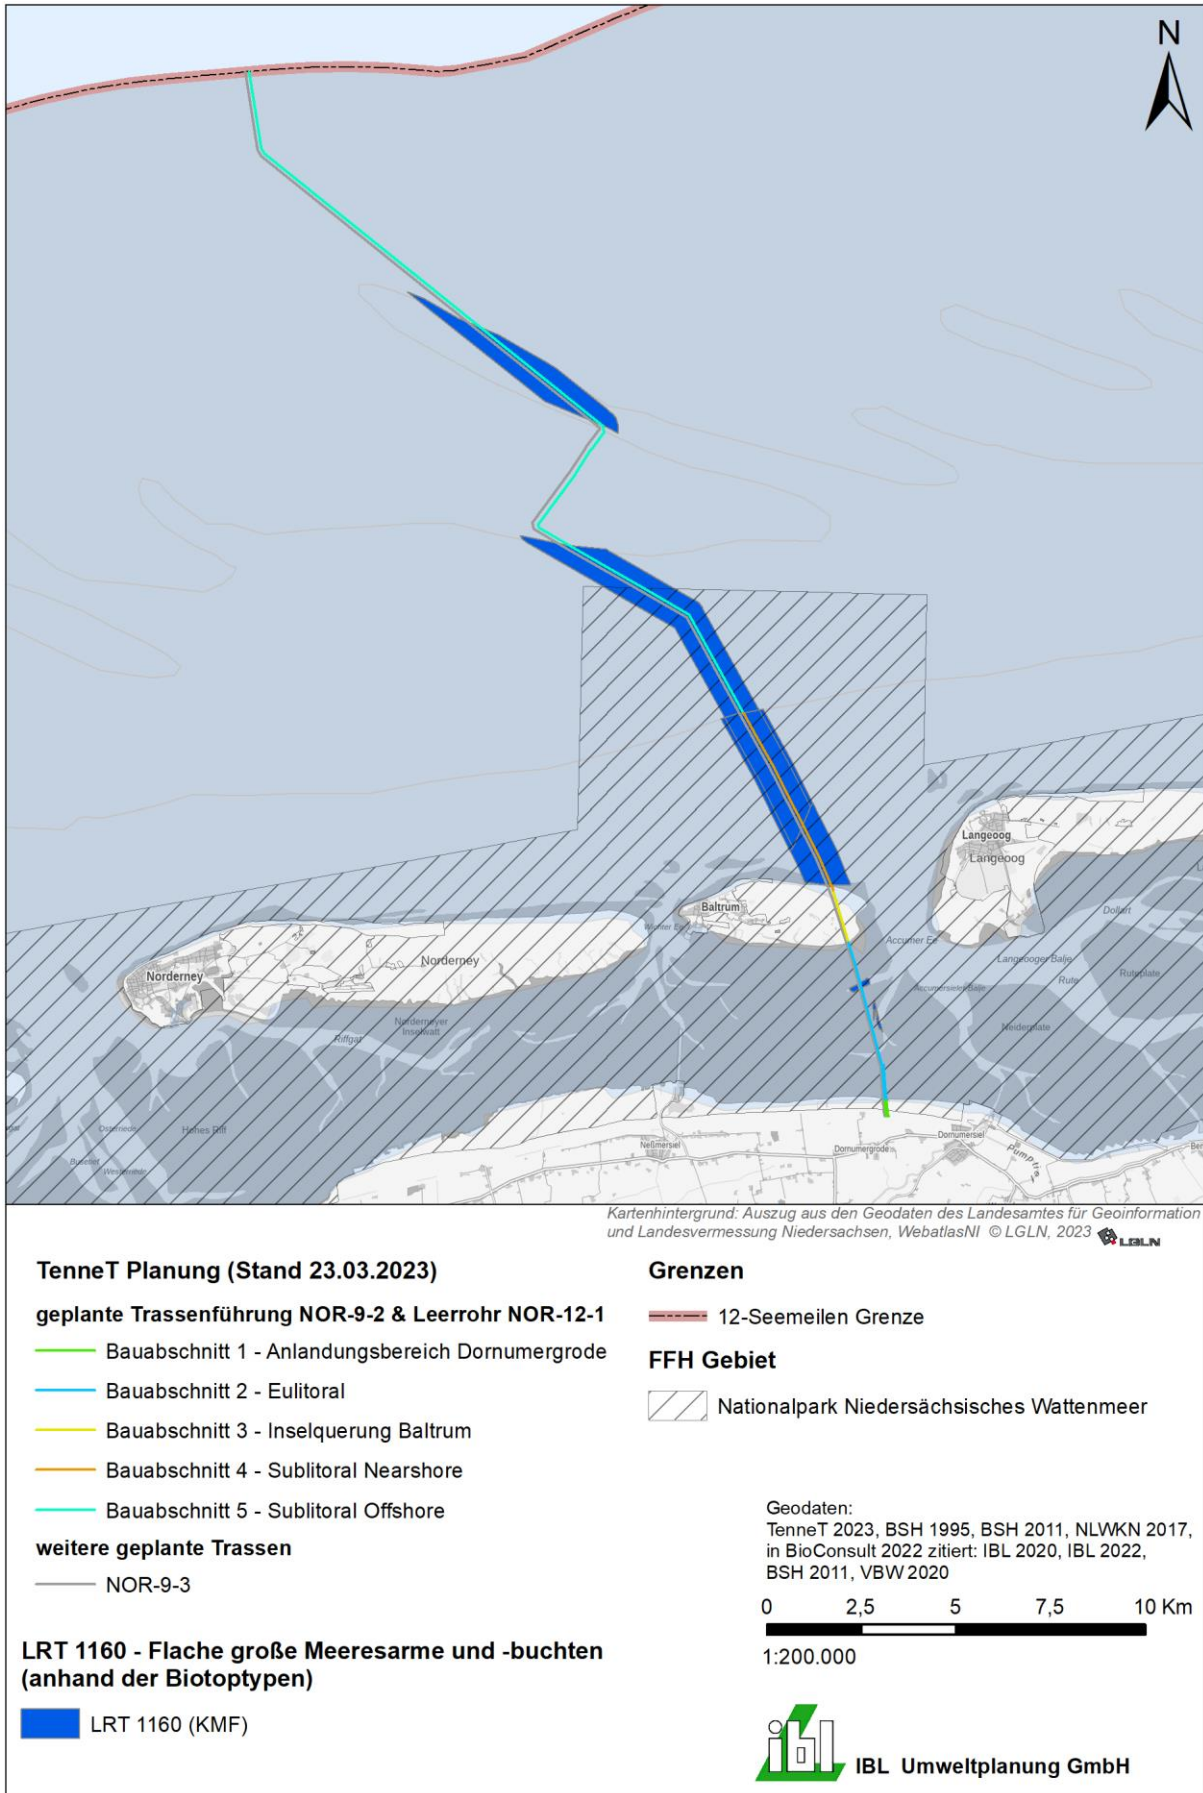 N
Langeoog
Langeoog
Baltrum
Wichter Ee
Dollart
Accumer Ee
Langeooger Balje
Rute
Ruteplate
Accumersieler Balje
Neiderplate
Norderney
Norderney
Norderneyer
Inselwatt
Riffgat
Osterriede
Hohes Riff
Buseriel
Westerriede
Neßmersiel
Dornumergrode
Dornumersiel
Pumptis
Kartenhintergrund: Auszug aus den Geodaten des Landesamtes für Geoinformation
und Landesvermessung Niedersachsen, WebatlasNI © LGLN, 2023 LGLN
TenneT Planung (Stand 23.03.2023)
geplante Trassenführung NOR-9-2 & Leerrohr NOR-12-1
Bauabschnitt 1 - Anlandungsbereich Dornumergrode
Bauabschnitt 2 - Eulitoral
Bauabschnitt 3 - Inselquerung Baltrum
Bauabschnitt 4 - Sublitoral Nearshore
Bauabschnitt 5 - Sublitoral Offshore
weitere geplante Trassen
NOR-9-3
LRT 1160 - Flache große Meeresarme und -buchten
(anhand der Biotoptypen)
LRT 1160 (KMF)
Grenzen
12-Seemeilen Grenze
FFH Gebiet
Nationalpark Niedersächsisches Wattenmeer
Geodaten:
TenneT 2023, BSH 1995, BSH 2011, NLWKN 2017,
in BioConsult 2022 zitiert: IBL 2020, IBL 2022,
BSH 2011, VBW 2020
0 2,5 5 7,5 10 Km
1:200.000
ibl IBL Umweltplanung GmbH